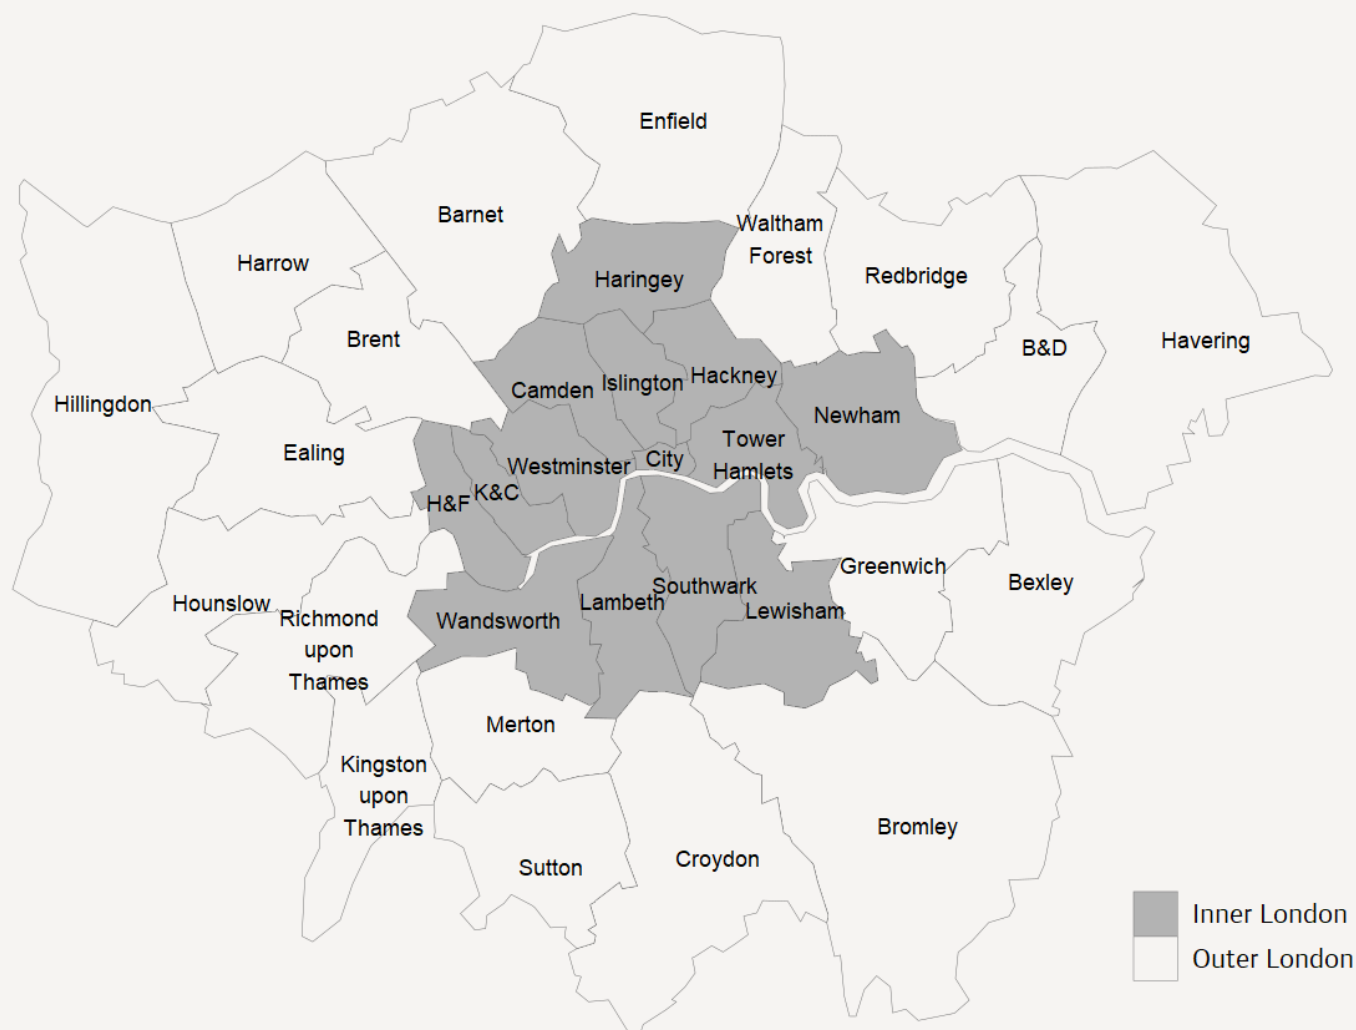 Enfield
Barnet
Waltham
Forest
Harrow
Haringey
Redbridge
Brent
Havering
B&D
Camden
Islington
Hackney
Hillingdon
Newham
Ealing
Tower
Hamlets
Westminster
City
K&C
H&F
Greenwich
Bexley
Hounslow
Richmond
upon
Thames
Wandsworth
Lambeth
Southwark
Lewisham
Merton
Kingston
upon
Thames
Bromley
Sutton
Croydon
Inner London
Outer London